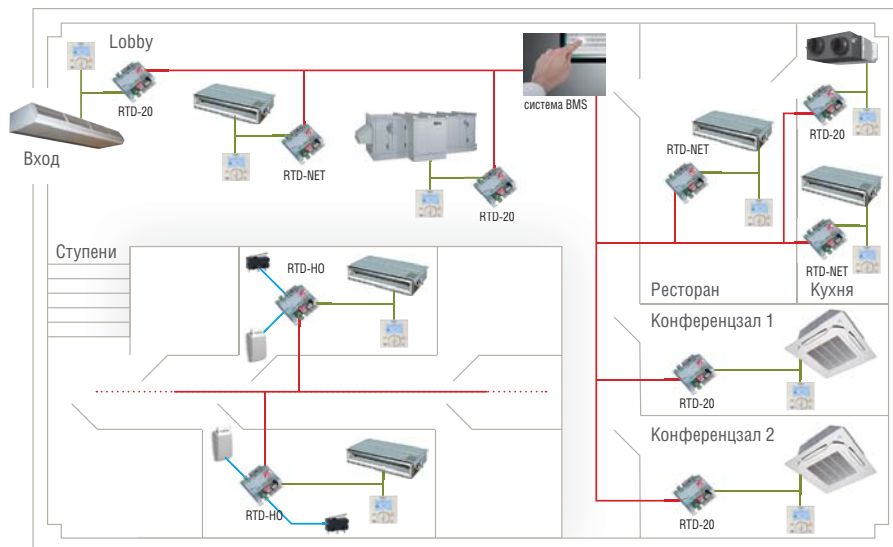 Lobby
RTD-20
Вход
RTD-NET
RTD-20
система BMS
RTD-20
RTD-NET
RTD-NET
Ресторан
Кухня
Ступени
RTD-HO
RTD-HO
Конференцзал 1
RTD-20
Конференцзал 2
RTD-20